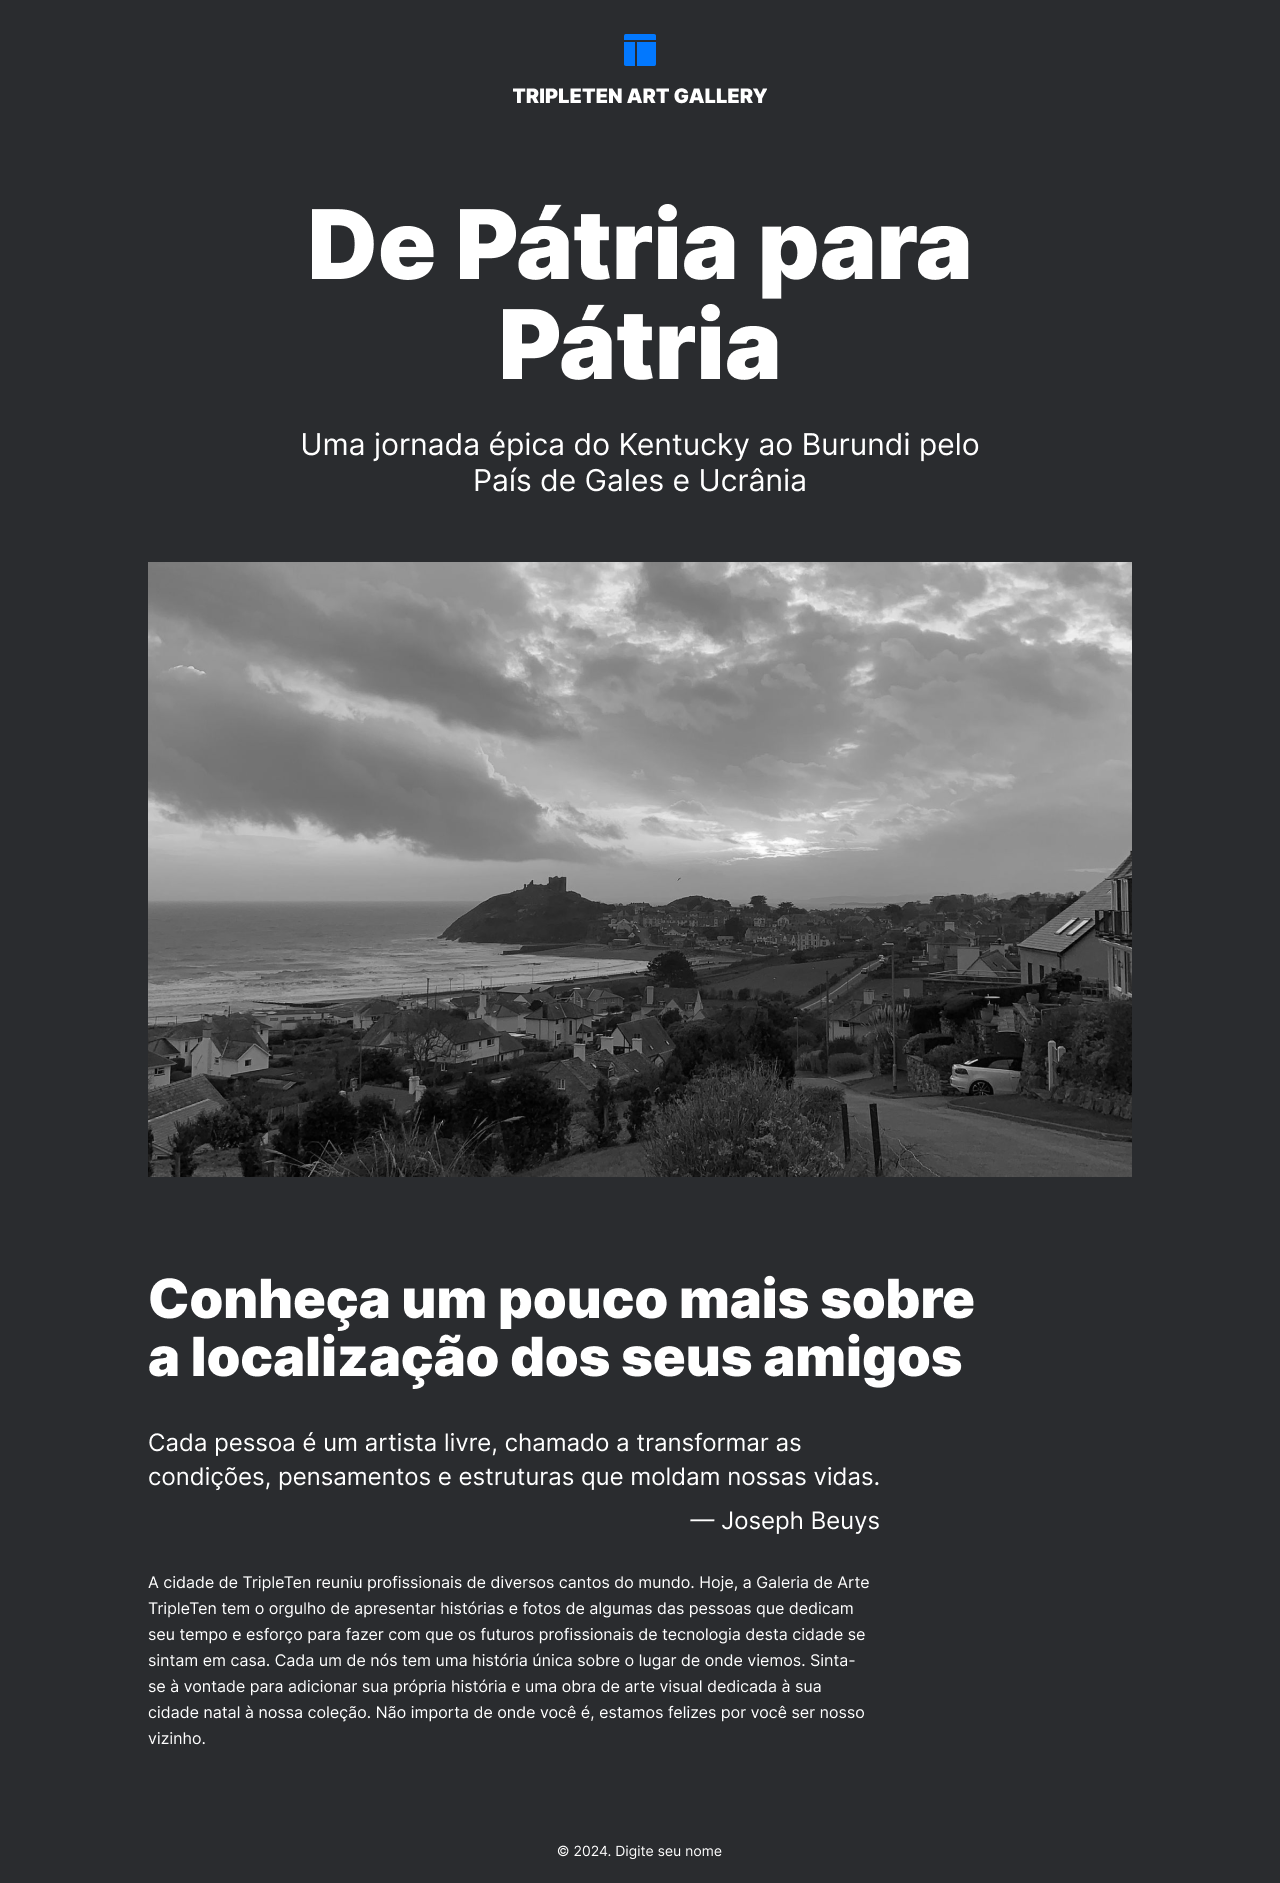 TRIPLETEN ART GALLERY
De Pátria para
Pátria
Uma jornada épica do Kentucky ao Burundi pelo
País de Gales e Ucrânia
Conheça um pouco mais sobre
a localização dos seus amigos
Cada pessoa é um artista livre, chamado a transformar as
condições, pensamentos e estruturas que moldam nossas vidas.
— Joseph Beuys
A cidade de TripleTen reuniu profissionais de diversos cantos do mundo. Hoje, a Galeria de Arte
TripleTen tem o orgulho de apresentar histórias e fotos de algumas das pessoas que dedicam
seu tempo e esforço para fazer com que os futuros profissionais de tecnologia desta cidade se
sintam em casa. Cada um de nós tem uma história única sobre o lugar de onde viemos. Sinta-
se à vontade para adicionar sua própria história e uma obra de arte visual dedicada à sua
cidade natal à nossa coleção. Não importa de onde você é, estamos felizes por você ser nosso
vizinho.
© 2024. Digite seu nome